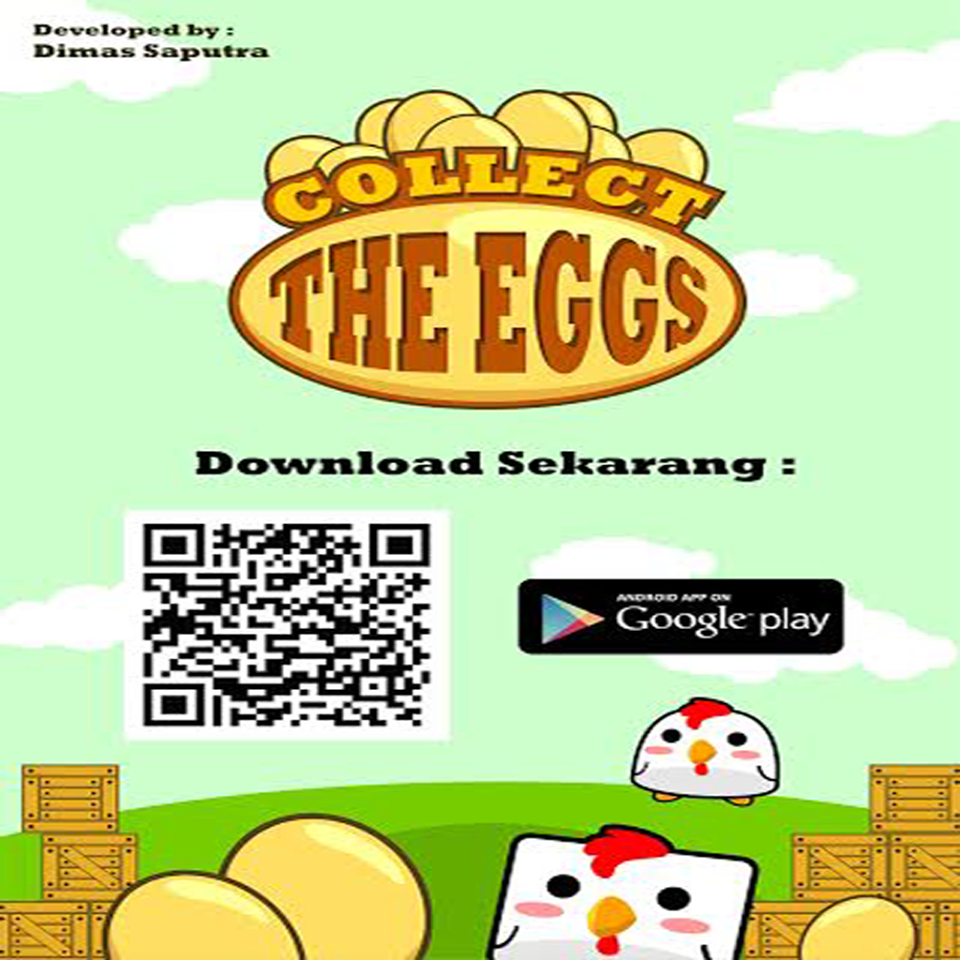 Developed by :
Dimas Saputra
COLLECT
THE EGGS
Download Sekarang :
ANDROID APP ON
Google play